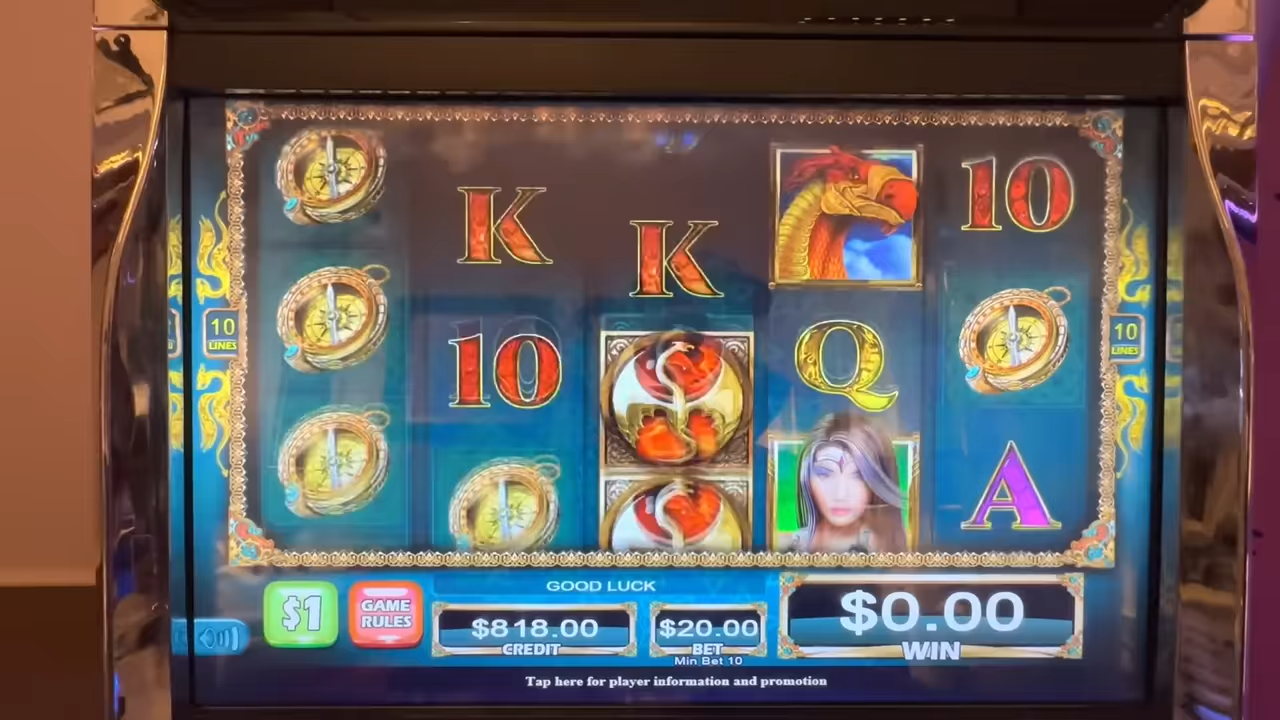 K
K
10
10
Q
A
10
LINES
10
LINES
GOOD LUCK
$1
GAME
RULES
$818.00
CREDIT
$20.00
BET
Min Bet 10
$0.00
WIN
Tap here for player information and promotion